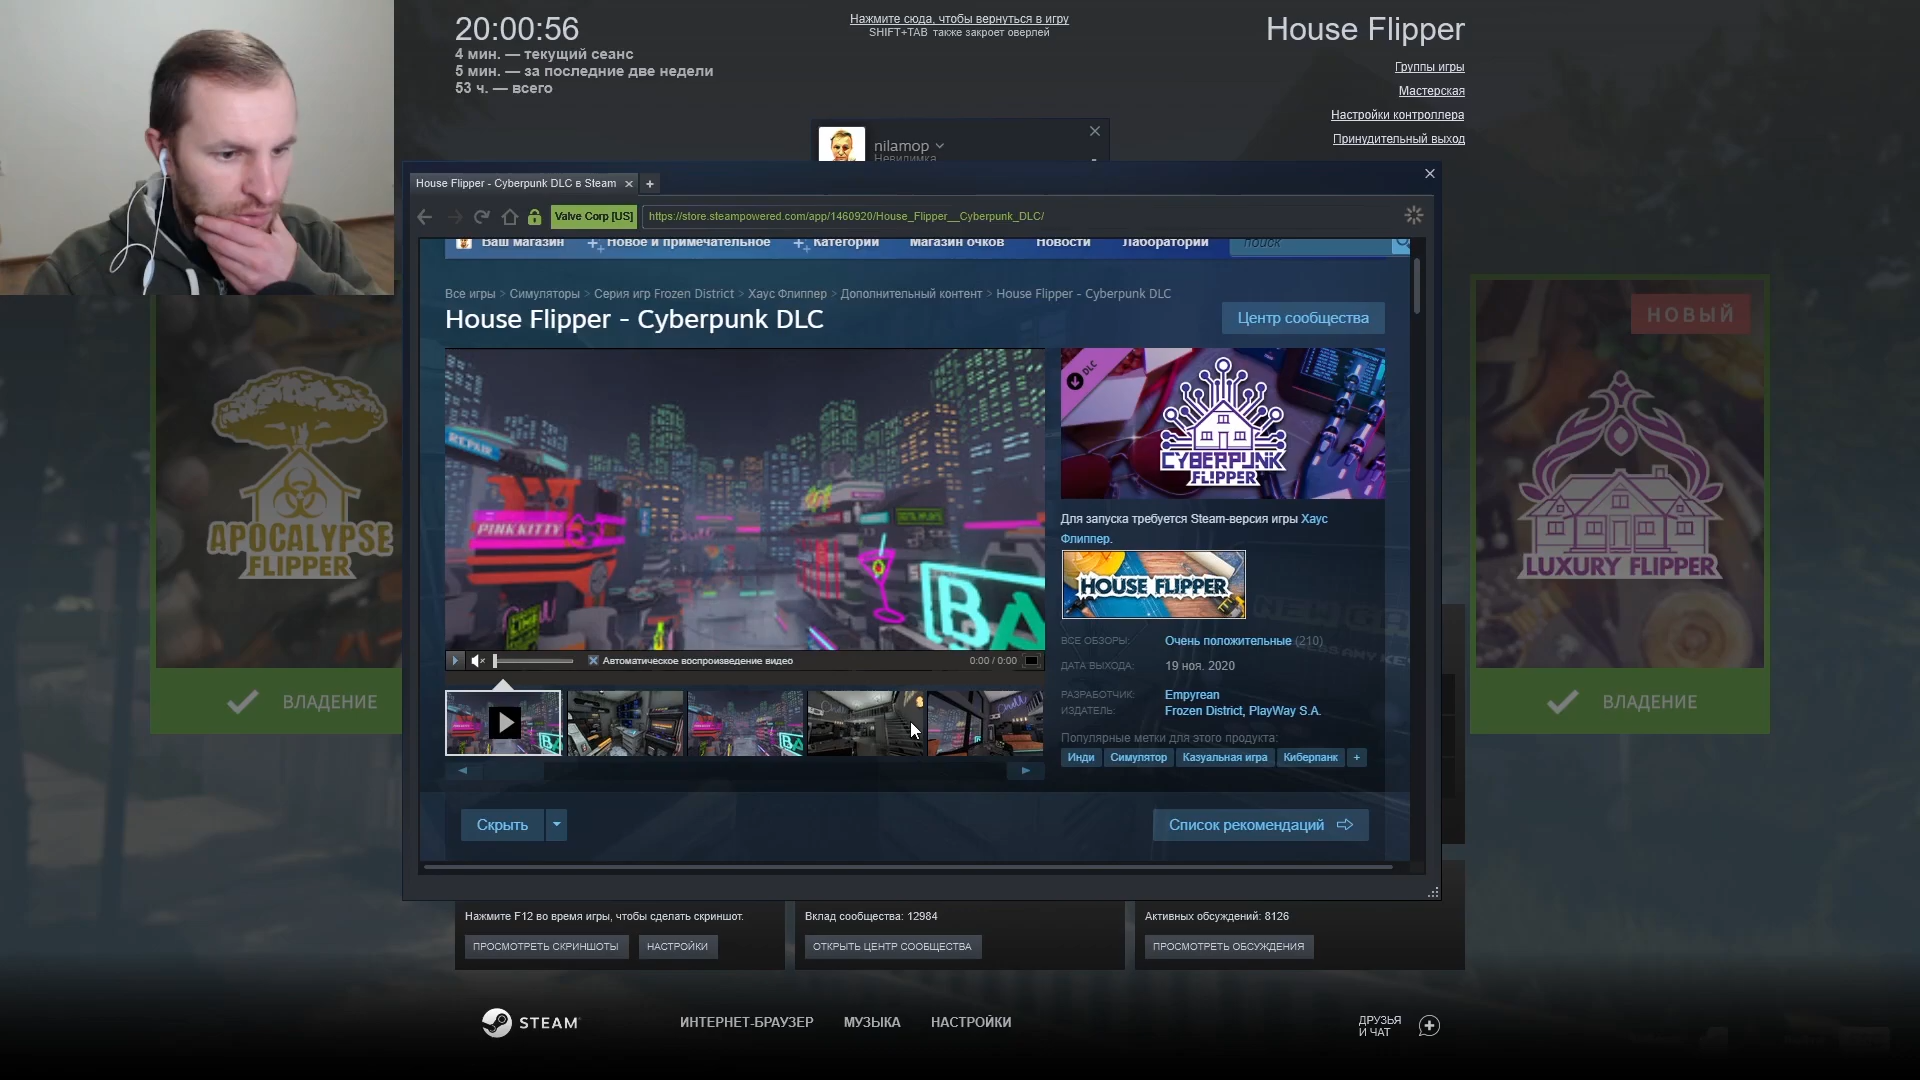 20:00:56
4 мин. — текущий сеанс
5 мин. — за последние две недели
53 ч. — всего
Нажмите сюда, чтобы вернуться в игру
SHIFT+TAB также закроет оверлей
House Flipper
Группы игры
Мастерская
Настройки контроллера
Принудительный выход
nilamop
Невидимка
House Flipper - Cyberpunk DLC в Steam
Valve Corp [US]
https://store.steampowered.com/app/1460920/House_Flipper__Cyberpunk_DLC/
Ваш магазин Новое и примечательное Категории Магазин очков Новости Лаборатории поиск
Все игры > Симуляторы > Серия игр Frozen District > Хаус Флиппер > Дополнительный контент > House Flipper - Cyberpunk DLC
House Flipper - Cyberpunk DLC
Центр сообщества
REPAIR
PINK KITTY
BA
DLC
CYBERPUNK
FLIPPER
Для запуска требуется Steam-версия игры Хаус
Флиппер.
HOUSE FLIPPER
ВСЕ ОБЗОРЫ: Очень положительные (210)
ДАТА ВЫХОДА: 19 ноя. 2020
РАЗРАБОТЧИК: Empyrean
ИЗДАТЕЛЬ: Frozen District, PlayWay S.A.
Популярные метки для этого продукта:
Инди Симулятор Казуальная игра Киберпанк +
Автоматическое воспроизведение видео
0:00 / 0:00
Скрыть
Список рекомендаций
APOCALYPSE
FLIPPER
ВЛАДЕНИЕ
НОВЫЙ
LUXURY FLIPPER
ВЛАДЕНИЕ
Нажмите F12 во время игры, чтобы сделать скриншот.
ПРОСМОТРЕТЬ СКРИНШОТЫ НАСТРОЙКИ
Вклад сообщества: 12984
ОТКРЫТЬ ЦЕНТР СООБЩЕСТВА
Активных обсуждений: 8126
ПРОСМОТРЕТЬ ОБСУЖДЕНИЯ
STEAM
ИНТЕРНЕТ-БРАУЗЕР МУЗЫКА НАСТРОЙКИ
ДРУЗЬЯ
И ЧАТ